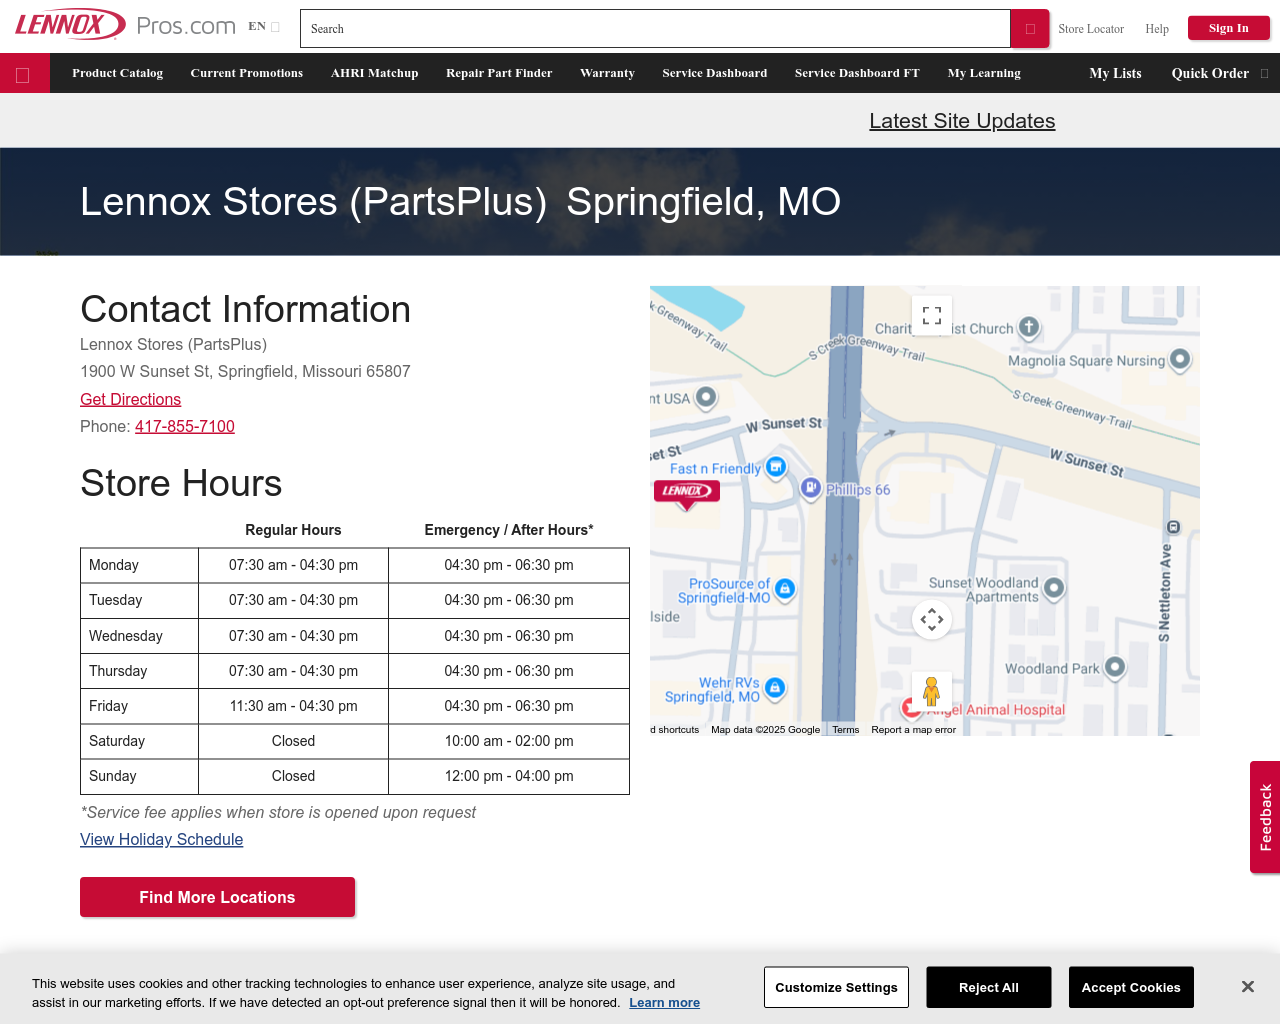 LENNOX Pros.com
EN
Search
Store Locator
Help
Sign In
Product Catalog
Current Promotions
AHRI Matchup
Repair Part Finder
Warranty
Service Dashboard
Service Dashboard FT
My Learning
My Lists
Quick Order
Latest Site Updates
Lennox Stores (PartsPlus) Springfield, MO
Contact Information
Lennox Stores (PartsPlus)
1900 W Sunset St, Springfield, Missouri 65807
Get Directions
Phone: 417-855-7100
Store Hours
Regular Hours Emergency / After Hours*
Monday 07:30 am - 04:30 pm 04:30 pm - 06:30 pm
Tuesday 07:30 am - 04:30 pm 04:30 pm - 06:30 pm
Wednesday 07:30 am - 04:30 pm 04:30 pm - 06:30 pm
Thursday 07:30 am - 04:30 pm 04:30 pm - 06:30 pm
Friday 11:30 am - 04:30 pm 04:30 pm - 06:30 pm
Saturday Closed 10:00 am - 02:00 pm
Sunday Closed 12:00 pm - 04:00 pm
*Service fee applies when store is opened upon request
View Holiday Schedule
Find More Locations
Greenway Trail
S Creek Greenway Trail
Church
Magnolia Square Nursing
nt USA
S Creek Greenway Trail
W Sunset St
set St
W Sunset St
Fast n Friendly
LENNOX
Phillips 66
ProSource of
Springfield-MO
Sunset Woodland
Apartments
S Nettleton Ave
lside
Woodland Park
Wehr RVs
Springfield, MO
Angel Animal Hospital
d shortcuts
Map data ©2025 Google
Terms
Report a map error
Feedback
This website uses cookies and other tracking technologies to enhance user experience, analyze site usage, and
assist in our marketing efforts. If we have detected an opt-out preference signal then it will be honored. Learn more
Customize Settings
Reject All
Accept Cookies